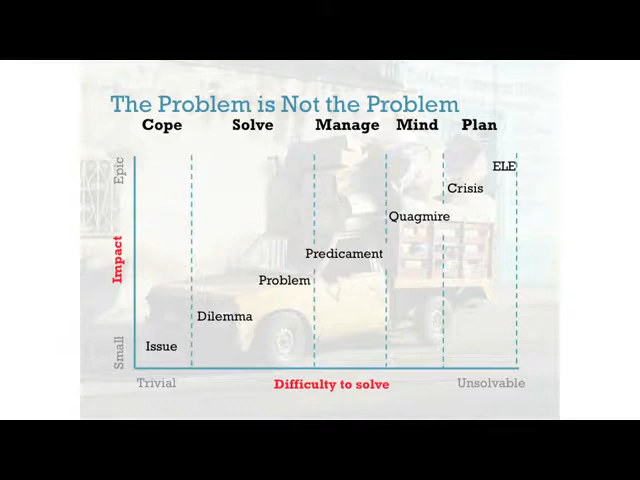 The Problem is Not the Problem
Cope Solve Manage Mind Plan
Epic
ELE
Crisis
Quagmire
Impact
Predicament
Problem
Dilemma
Small
Issue
Trivial Difficulty to solve Unsolvable